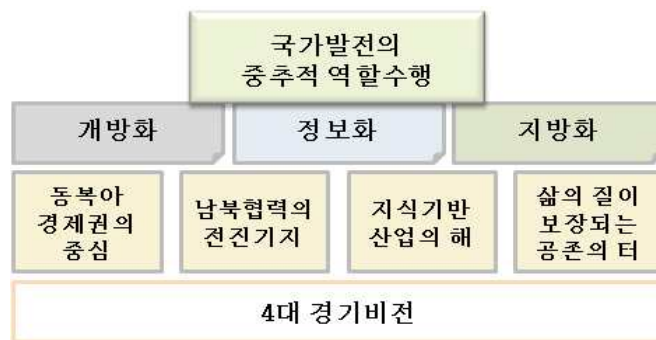 국가발전의
중추적 역할수행
개방화
정보화
지방화
동북아
경제권의
중심
남북협력의
전진기지
지식기반
산업의 해
삶의 질이
보장되는
공존의 터
4대 경기비전